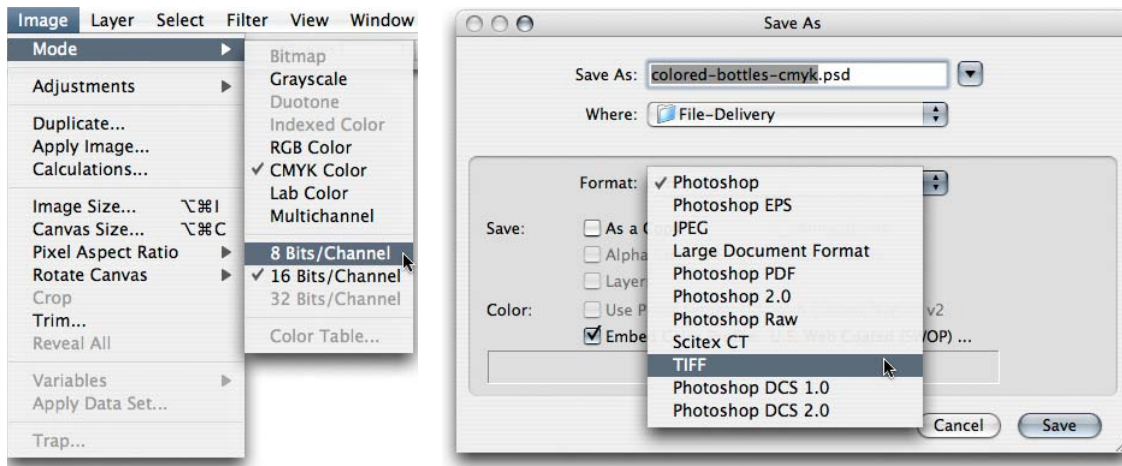 Image Layer Select Filter View Window
Mode
Adjustments
Duplicate...
Apply Image...
Calculations...
Image Size... ⌥⌘I
Canvas Size... ⌥⌘C
Pixel Aspect Ratio
Rotate Canvas
Crop
Trim...
Reveal All
Variables
Apply Data Set...
Trap...
Bitmap
Grayscale
Duotone
Indexed Color
RGB Color
✓ CMYK Color
Lab Color
Multichannel
8 Bits/Channel
✓ 16 Bits/Channel
32 Bits/Channel
Color Table...
Save As
Save As: colored-bottles-cmyk.psd
Where: File-Delivery
Format: ✓ Photoshop
Photoshop EPS
JPEG
Large Document Format
Photoshop PDF
Photoshop 2.0
Photoshop Raw
Scitex CT
TIFF
Photoshop DCS 1.0
Photoshop DCS 2.0
Save: As a
Alpha
Layer
Color: Use P v2
Embe OP) ...
Cancel Save